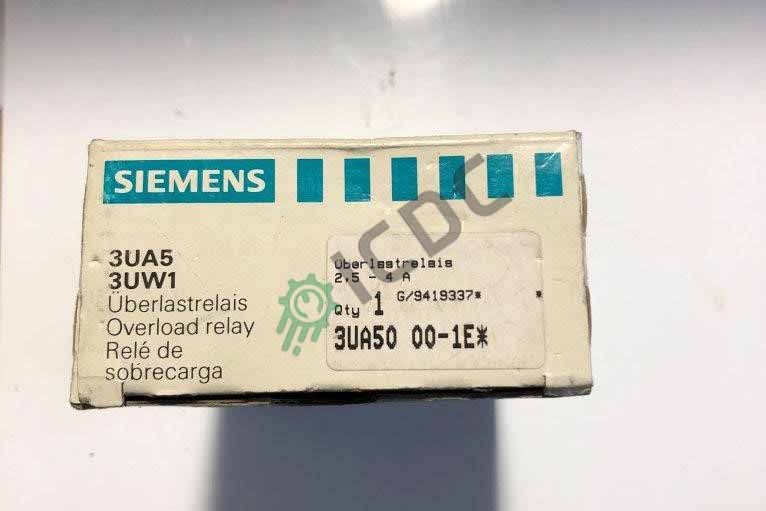 SIEMENS
3UA5
3UW1
Überlastrelais
Overload relay
Relé de
sobrecarga
Überlastrelais
2.5 - 4 A
Qty 1 G/9419337* *
3UA50 00-1E*
ICDC